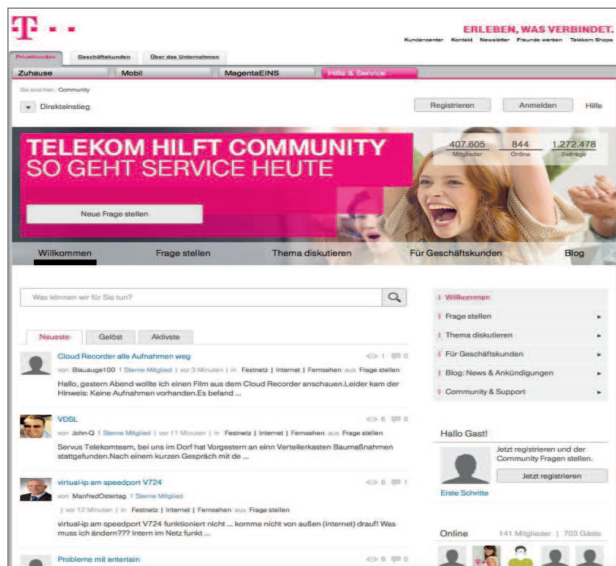 T
ERLEBEN, WAS VERBINDET.
Kundencenter Kontakt Newsletter Freunde werben Telekom Shops
Privatkunden Geschäftskunden Über das Unternehmen
Zuhause Mobil MagentaEINS Hilfe & Service
Sie sind hier: Community
Direkteinstieg Registrieren Anmelden Hilfe
TELEKOM HILFT COMMUNITY
SO GEHT SERVICE HEUTE
407.605 844 1.272.478
Mitglieder Online Beiträge
Neue Frage stellen
Willkommen Frage stellen Thema diskutieren Für Geschäftskunden Blog
Was können wir für Sie tun?
Neueste Gelöst Aktivste
Cloud Recorder alle Aufnahmen weg 1 0
von Blauauge100 1 Sterne Mitglied | vor 3 Minuten | in Festnetz | Internet | Fernsehen aus Frage stellen
Hallo, gestern Abend wollte ich einen Film aus dem Cloud Recorder anschauen.Leider kam der
Hinweis: Keine Aufnahmen vorhanden.Es befand ...
VDSL 6 0
von John-Q 1 Sterne Mitglied | vor 11 Minuten | in Festnetz | Internet | Fernsehen aus Frage stellen
Servus Telekomteam, bei uns im Dorf hat Vorgestern an einn Verteilerkasten Baumaßnahmen
stattgefunden.Nach einem kurzen Gespräch mit de ...
virtual-ip am speedport V724 6 1
von ManfredOstertag 1 Sterne Mitglied
| vor 12 Minuten | in Festnetz | Internet | Fernsehen aus Frage stellen
virtual-ip am speedport V724 funktioniert nicht ... komme nicht von außen (internet) drauf! Was
muss ich ändern??? Intern im Netz funkt ...
Probleme mit entertain 6 0
Willkommen
Frage stellen
Thema diskutieren
Für Geschäftskunden
Blog: News & Ankündigungen
Community & Support
Hallo Gast!
Jetzt registrieren und der
Community Fragen stellen.
Jetzt registrieren
Erste Schritte
Online 141 Mitglieder | 703 Gäste